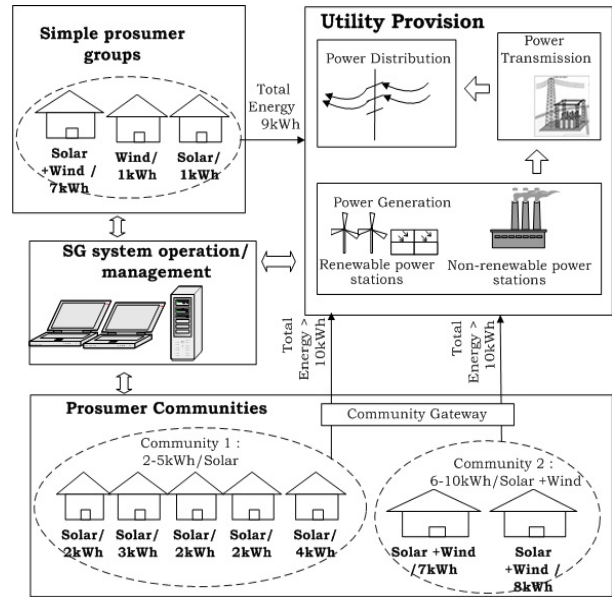 Simple prosumer
groups
Solar
+Wind /
7kWh
Wind/
1kWh
Solar/
1kWh
Total
Energy
9kWh
Utility Provision
Power Distribution
Power
Transmission
Power Generation
Renewable power
stations
Non-renewable power
stations
SG system operation/
management
Total
Energy >
10kWh
Total
Energy >
10kWh
Prosumer Communities
Community Gateway
Community 1 :
2-5kWh/Solar
Solar/
2kWh
Solar/
3kWh
Solar/
2kWh
Solar/
2kWh
Solar/
4kWh
Community 2 :
6-10kWh/Solar +Wind
Solar +Wind
/7kWh
Solar
+Wind /
8kWh